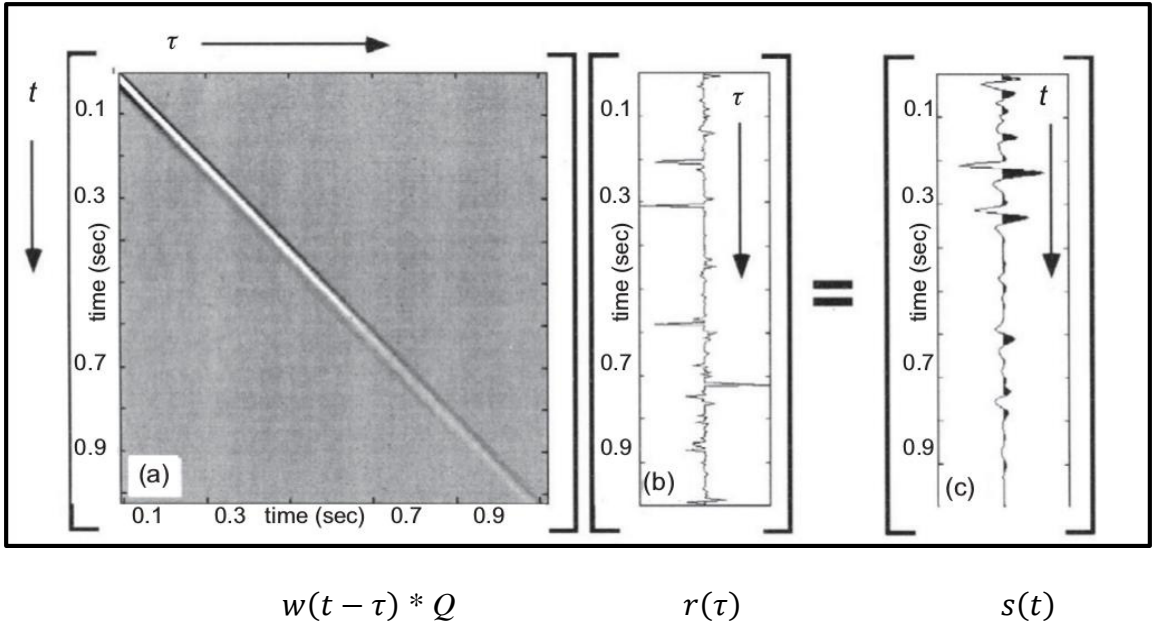 τ
t
0.1
0.3
time (sec)
0.7
0.9
(a)
0.1 0.3 time (sec) 0.7 0.9
0.1
τ
0.3
time (sec)
0.7
0.9
(b)
=
0.1
t
0.3
time (sec)
0.7
0.9
(c)
w(t − τ) * Q r(τ) s(t)